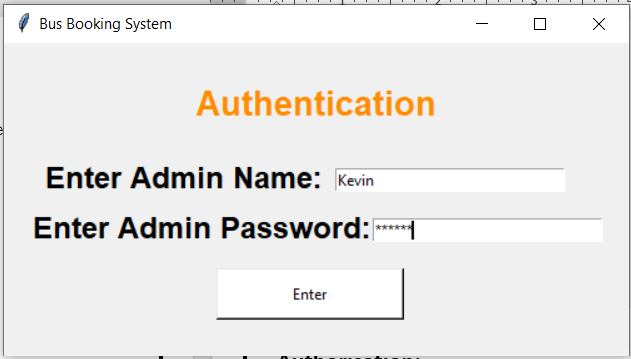 Bus Booking System
Authentication
Enter Admin Name: Kevin
Enter Admin Password: ******
Enter